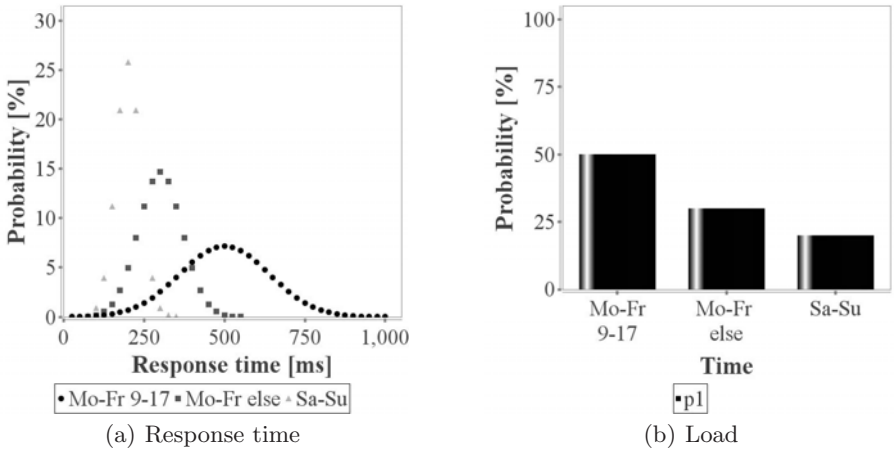 Probability [%]
30
25
20
15
10
5
0
0 250 500 750 1,000
Response time [ms]
Mo-Fr 9-17 Mo-Fr else Sa-Su
(a) Response time
Probability [%]
100
75
50
25
0
Mo-Fr Mo-Fr Sa-Su
9-17 else
Time
p1
(b) Load